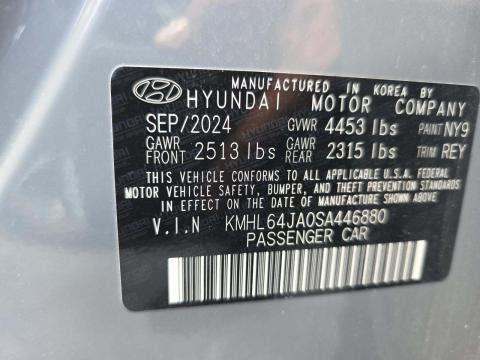 MANUFACTURED IN KOREA BY
HYUNDAI MOTOR COMPANY
SEP/2024 GVWR 4453 lbs PAINT NY9
GAWR FRONT 2513 lbs GAWR REAR 2315 lbs TRIM REY
THIS VEHICLE CONFORMS TO ALL APPLICABLE U.S.A. FEDERAL
MOTOR VEHICLE SAFETY, BUMPER, AND THEFT PREVENTION STANDARDS
IN EFFECT ON THE DATE OF MANUFACTURE SHOWN ABOVE.
V.I.N KMHL64JA0SA446880
PASSENGER CAR